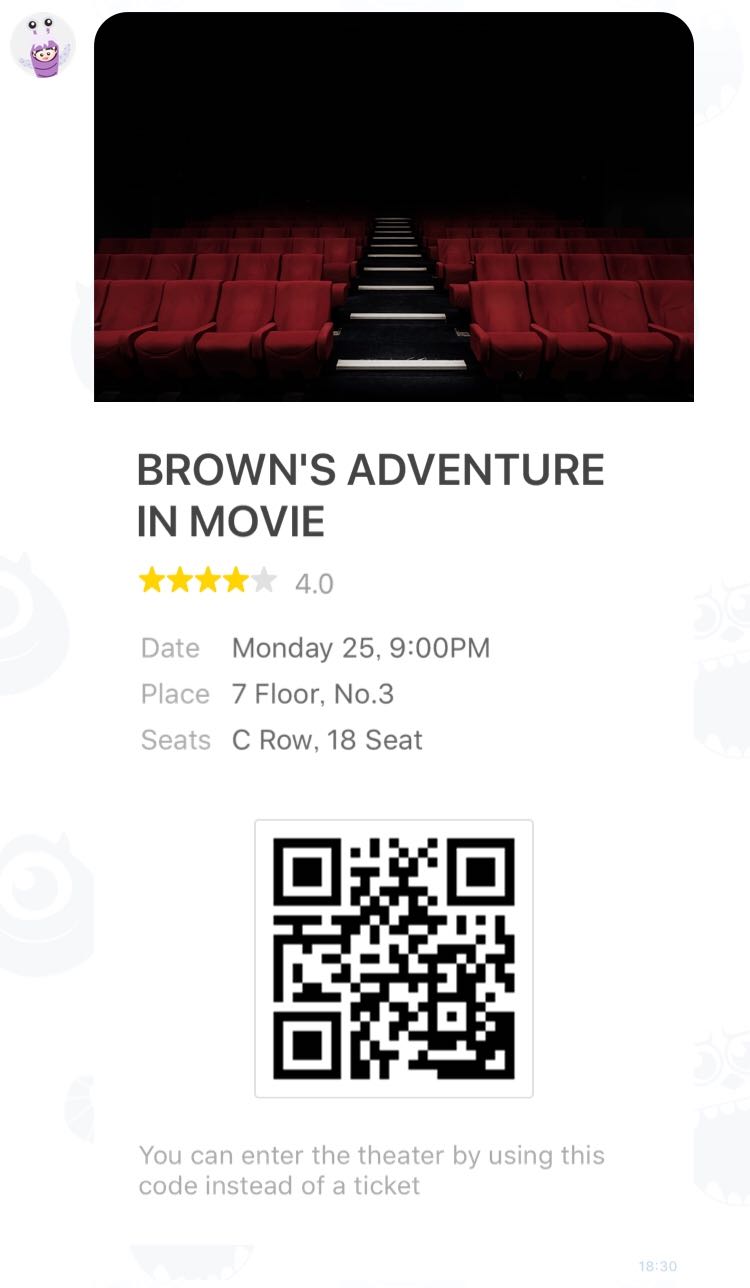 BROWN'S ADVENTURE
IN MOVIE
4.0
Date Monday 25, 9:00PM
Place 7 Floor, No.3
Seats C Row, 18 Seat
You can enter the theater by using this
code instead of a ticket
18:30